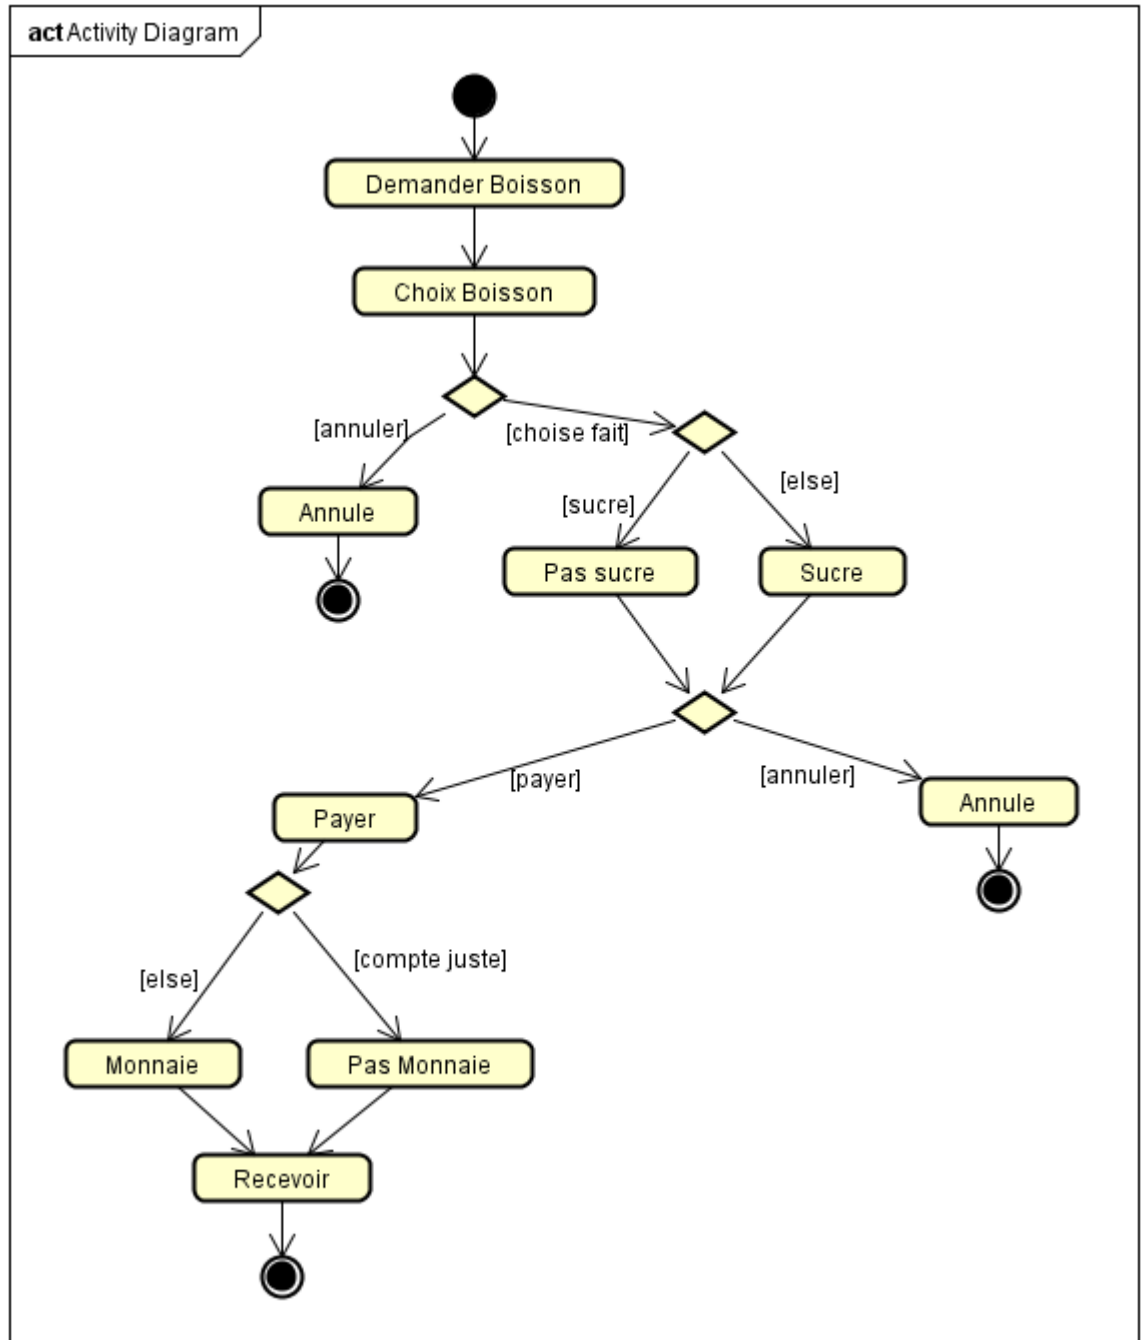 act Activity Diagram
Demander Boisson
Choix Boisson
[annuler]
[choise fait]
[else]
[sucre]
Annule
Pas sucre
Sucre
[payer]
[annuler]
Annule
Payer
[compte juste]
[else]
Monnaie
Pas Monnaie
Recevoir